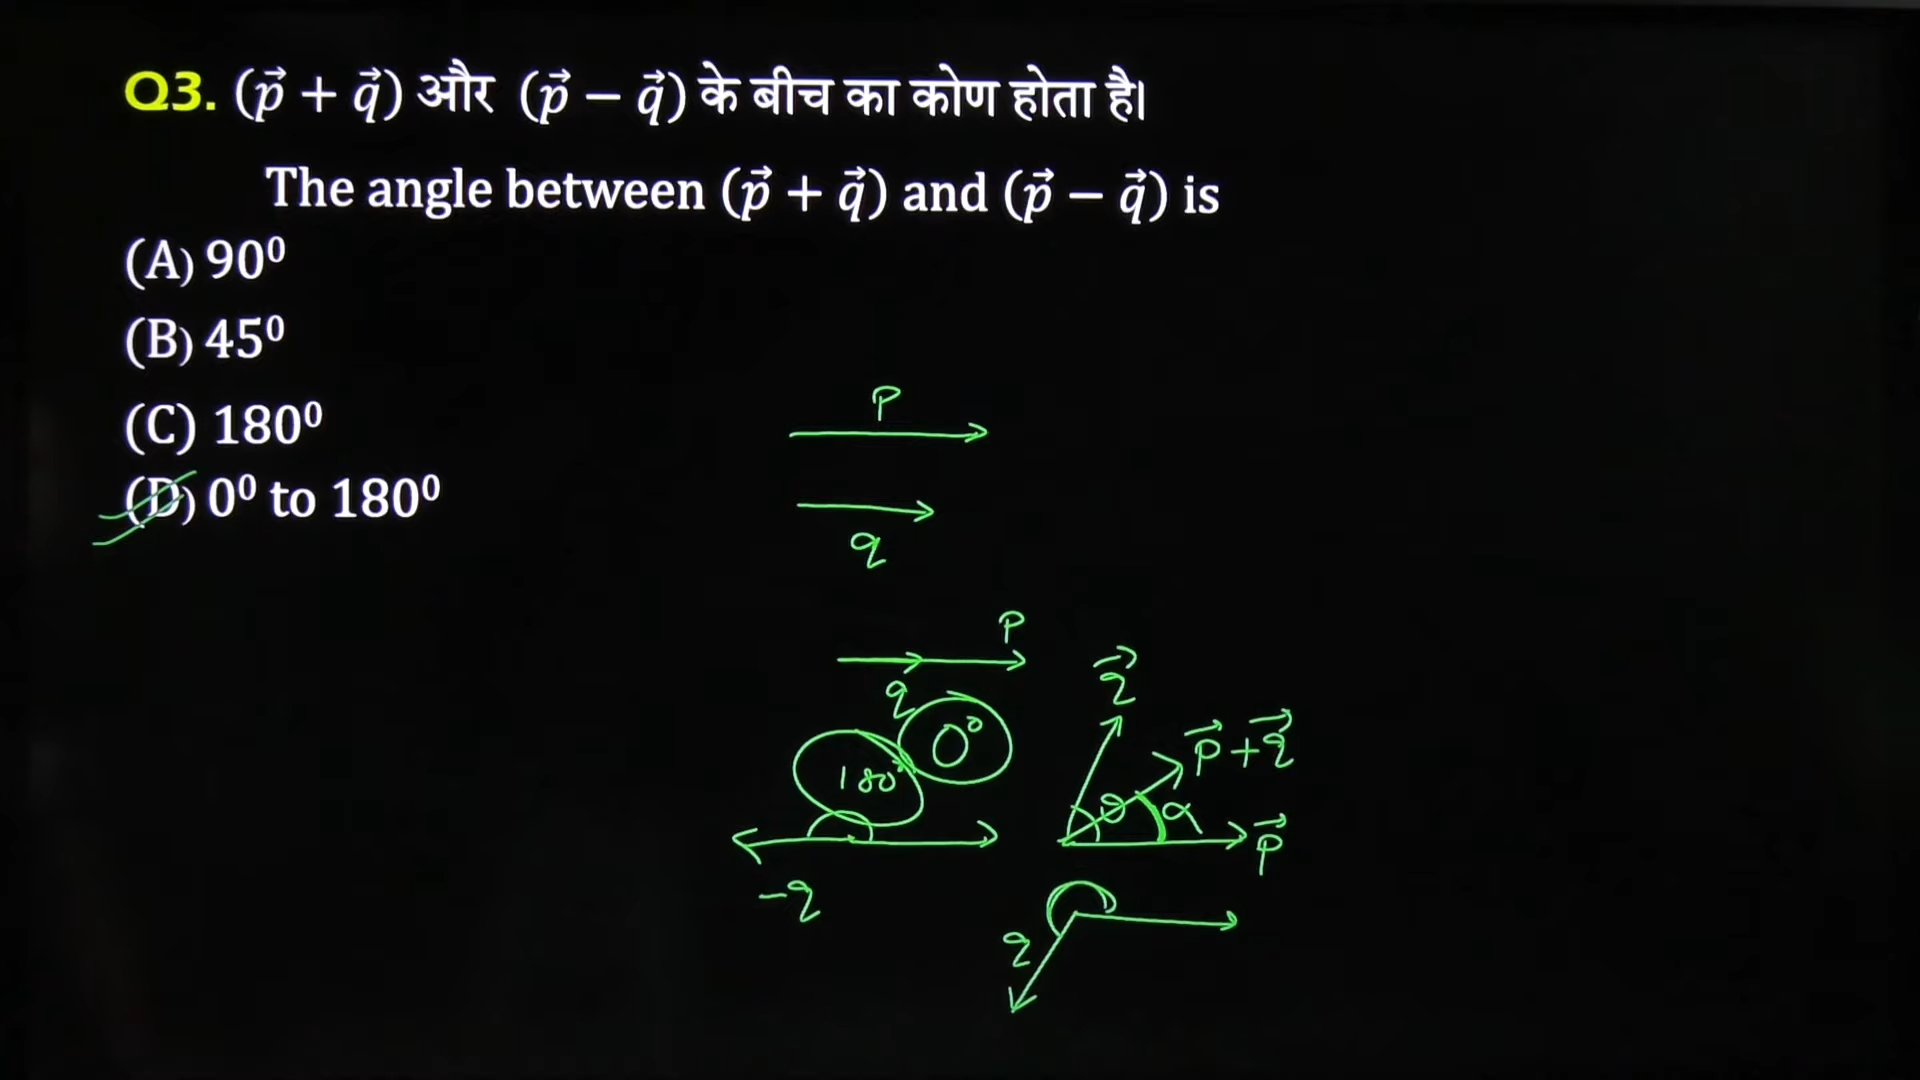 Q3. (p⃗ + q⃗) और (p⃗ − q⃗) के बीच का कोण होता है।
The angle between (p⃗ + q⃗) and (p⃗ − q⃗) is
(A) 90⁰
(B) 45⁰
(C) 180⁰
(D) 0⁰ to 180⁰
P
q
P
q
0°
180°
-q
q⃗
p⃗+q⃗
θ
α
p⃗
q